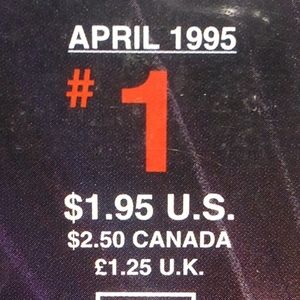 APRIL 1995
#1
$1.95 U.S.
$2.50 CANADA
£1.25 U.K.